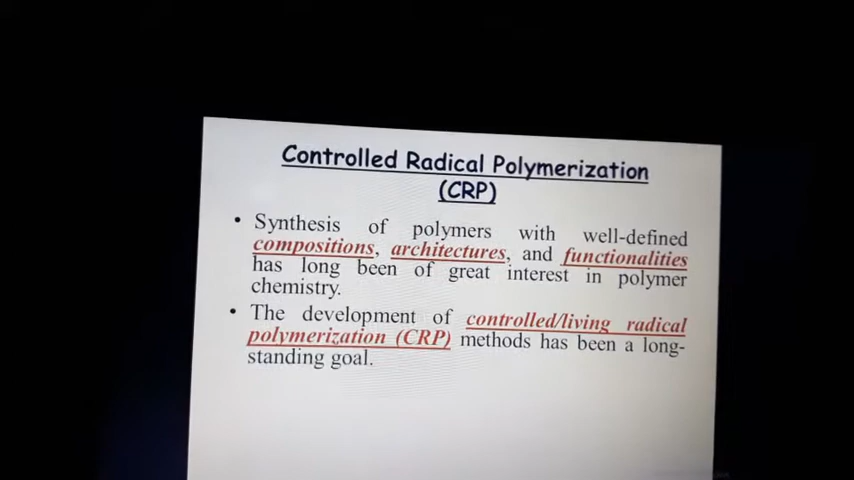 Controlled Radical Polymerization
(CRP)
• Synthesis of polymers with well-defined
compositions, architectures, and functionalities
has long been of great interest in polymer
chemistry.
• The development of controlled/living radical
polymerization (CRP) methods has been a long-
standing goal.